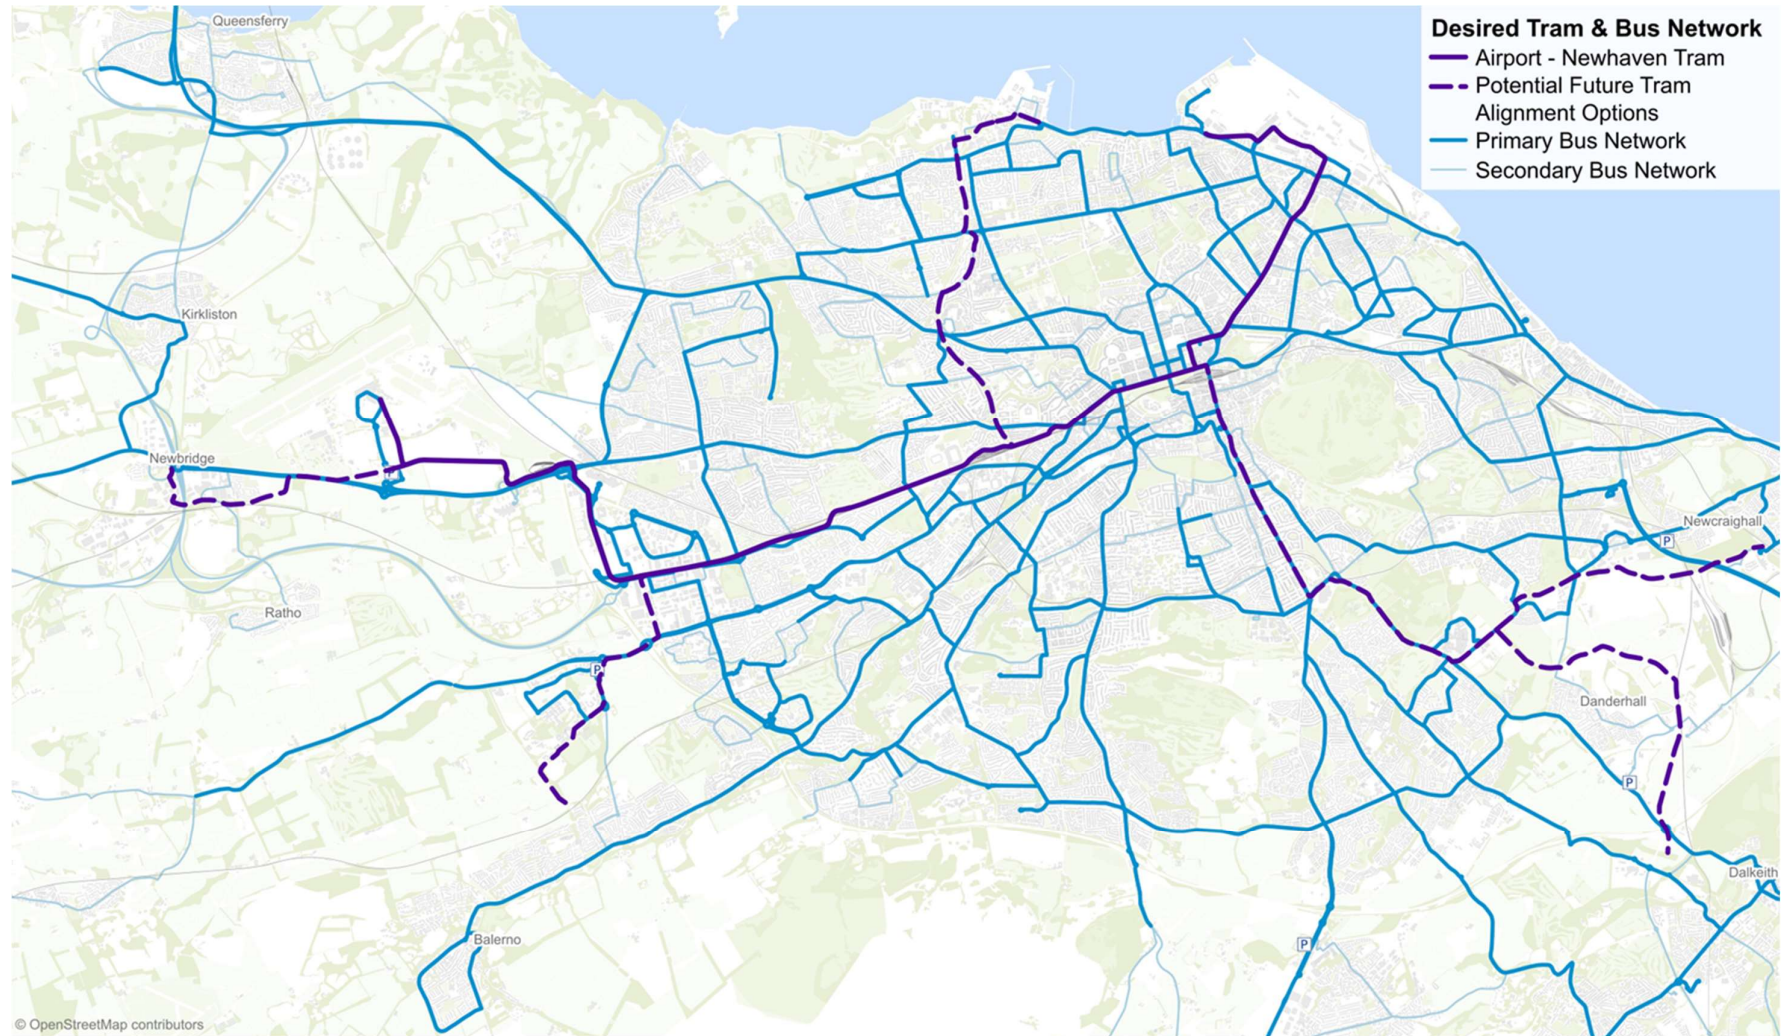 Desired Tram & Bus Network
Airport - Newhaven Tram
Potential Future Tram
Alignment Options
Primary Bus Network
Secondary Bus Network
Queensferry
Kirkliston
Newbridge
Ratho
P
Newcraighall
P
Danderhall
P
Dalkeith
Balerno
P
© OpenStreetMap contributors